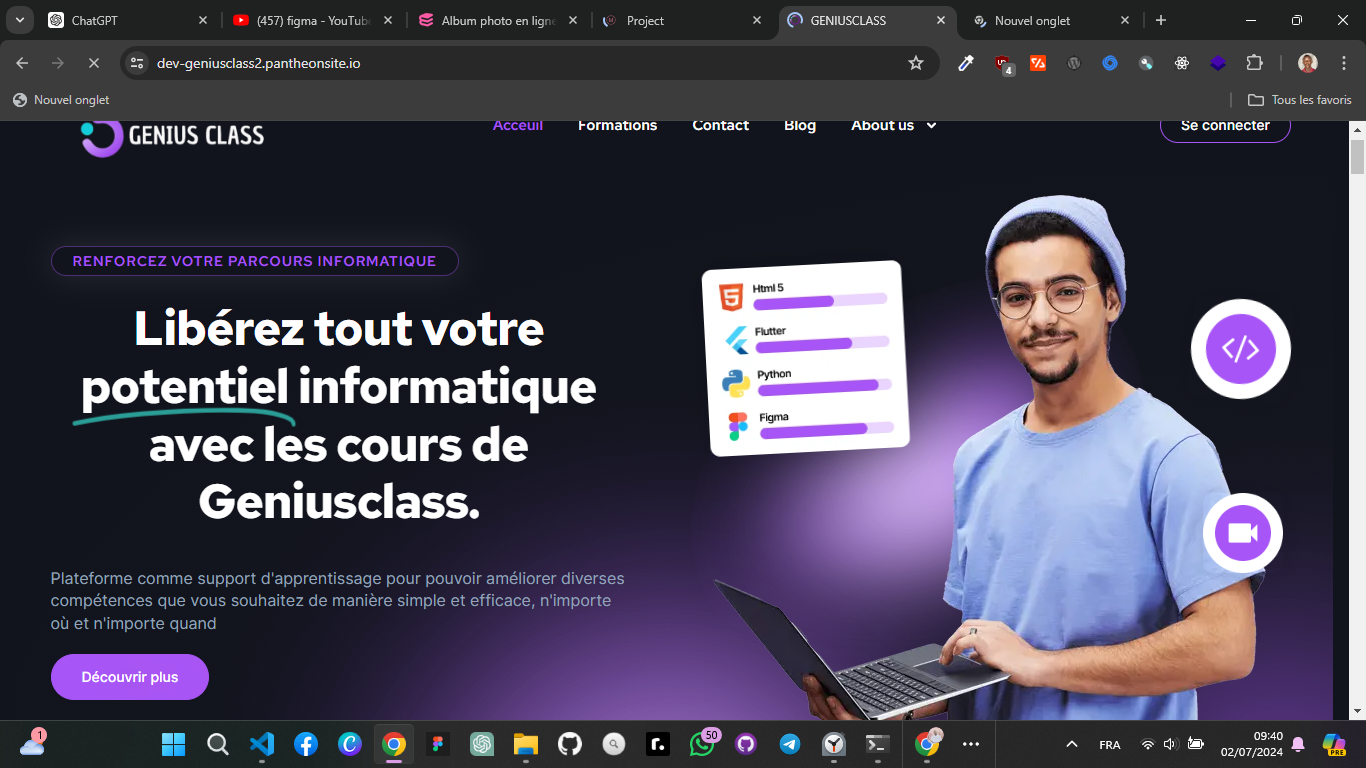 ChatGPT
(457) figma - YouTube
Album photo en ligne
Project
GENIUSCLASS
Nouvel onglet
dev-geniusclass2.pantheonsite.io
4
Nouvel onglet
Tous les favoris
GENIUS CLASS
Acceuil
Formations
Contact
Blog
About us
Se connecter
RENFORCEZ VOTRE PARCOURS INFORMATIQUE
Libérez tout votre
potentiel informatique
avec les cours de
Geniusclass.
Html 5
Flutter
Python
Figma
</>
Plateforme comme support d'apprentissage pour pouvoir améliorer diverses
compétences que vous souhaitez de manière simple et efficace, n'importe
où et n'importe quand
Découvrir plus
1
50
FRA
09:40
02/07/2024
PRE